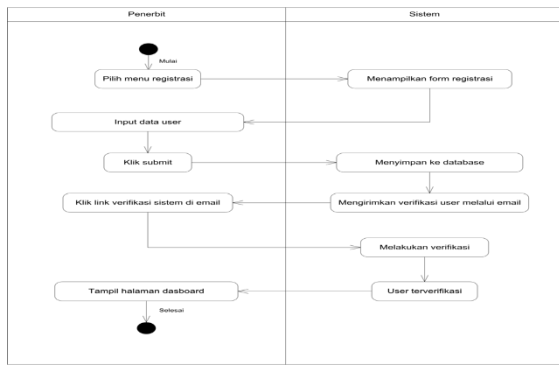 Penerbit
Sistem
Mulai
Pilih menu registrasi
Menampilkan form registrasi
Input data user
Klik submit
Menyimpan ke database
Klik link verifikasi sistem di email
Mengirimkan verifikasi user melalui email
Melakukan verifikasi
Tampil halaman dasboard
User terverifikasi
Selesai